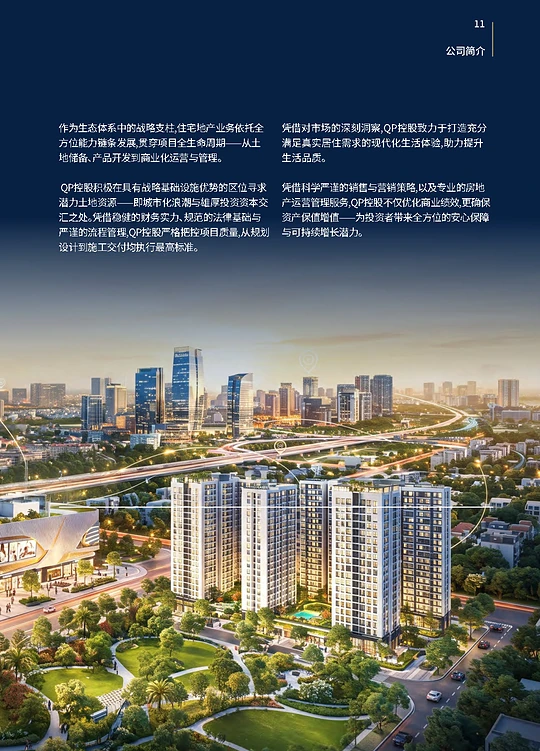 11
公司简介
作为生态体系中的战略支柱,住宅地产业务依托全
方位能力链条发展,贯穿项目全生命周期——从土
地储备、产品开发到商业化运营与管理。
QP控股积极在具有战略基础设施优势的区位寻求
潜力土地资源——即城市化浪潮与雄厚投资资本交
汇之处。凭借稳健的财务实力、规范的法律基础与
严谨的流程管理,QP控股严格把控项目质量,从规划
设计到施工交付均执行最高标准。
凭借对市场的深刻洞察,QP控股致力于打造充分
满足真实居住需求的现代化生活体验,助力提升
生活品质。
凭借科学严谨的销售与营销策略,以及专业的房地
产运营管理服务,QP控股不仅优化商业绩效,更确保
资产保值增值——为投资者带来全方位的安心保障
与可持续增长潜力。